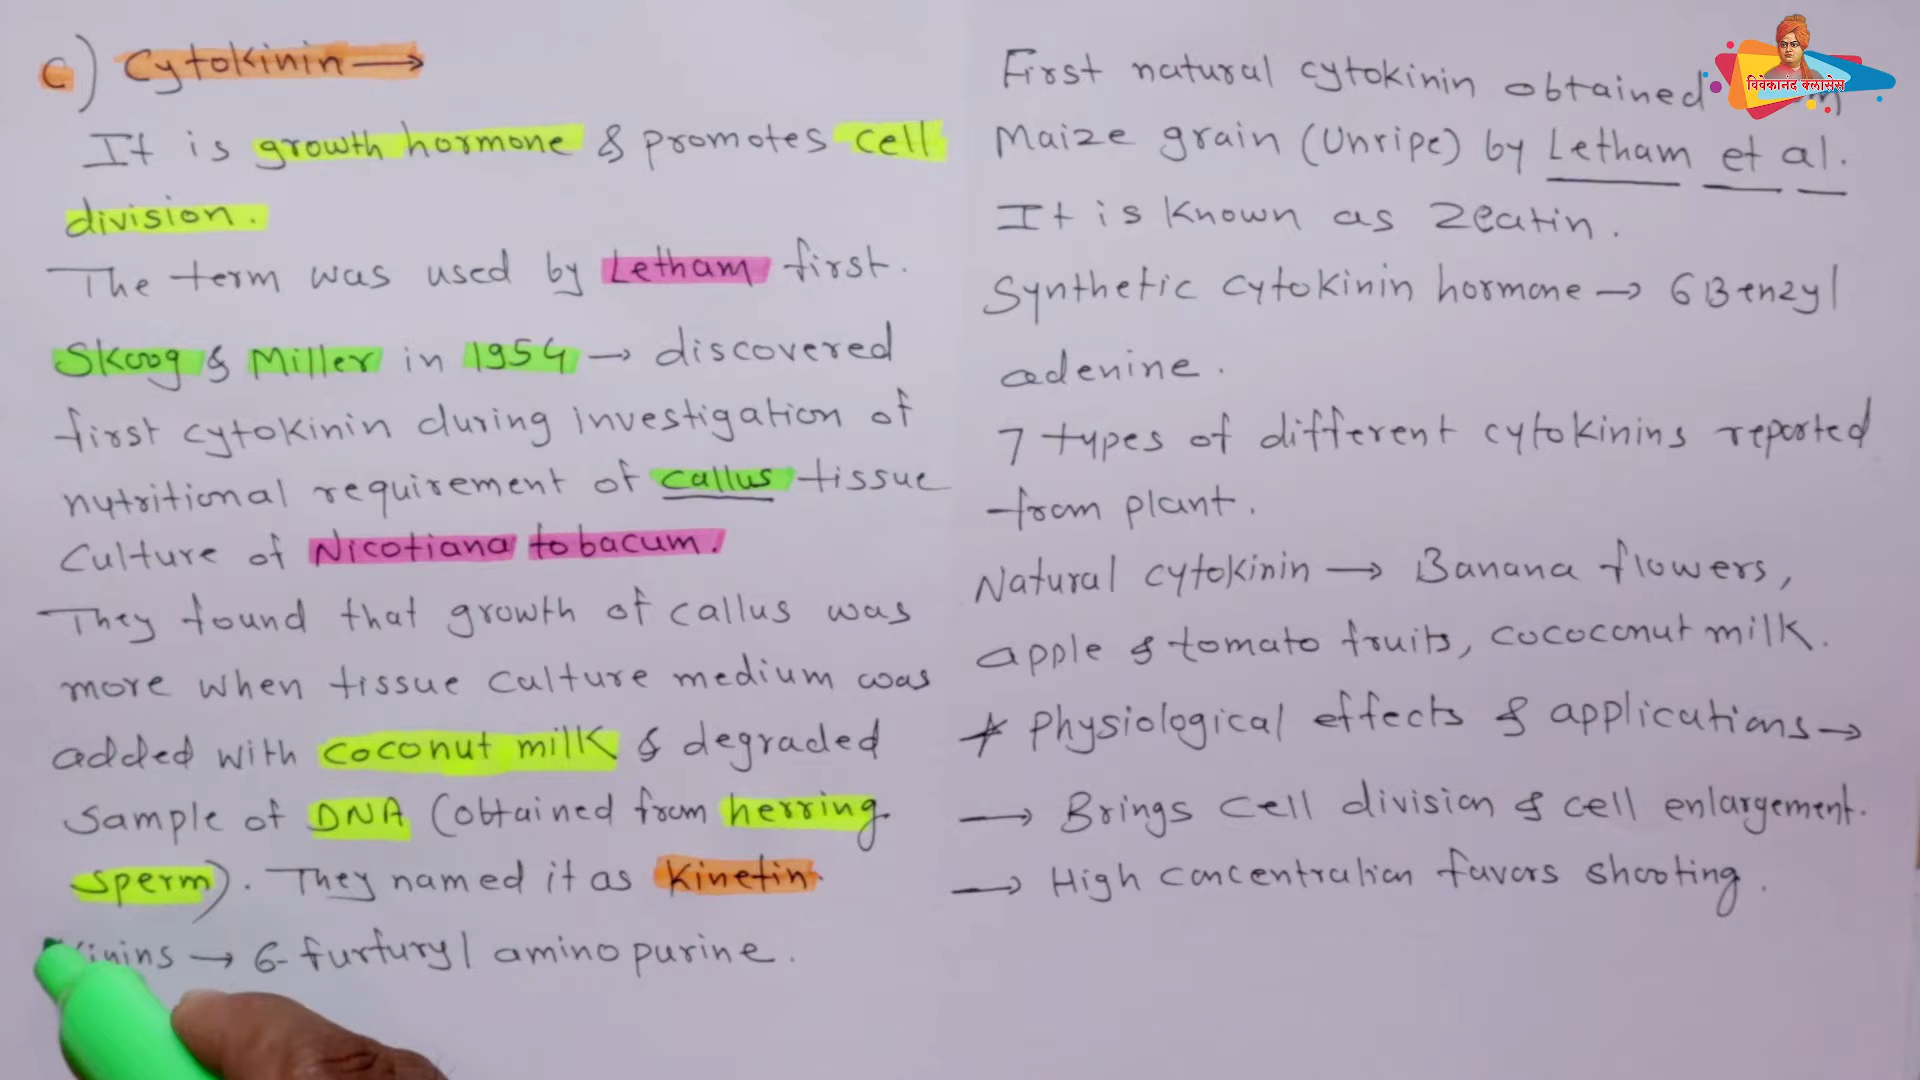 c) Cytokinin →
It is growth hormone & promotes cell
division.
The term was used by Letham first.
Skoog & Miller in 1954 → discovered
first cytokinin during investigation of
nutritional requirement of callus tissue
culture of Nicotiana tobacum.
They found that growth of callus was
more when tissue culture medium was
added with coconut milk & degraded
sample of DNA (obtained from herring
sperm). They named it as Kinetin.
→ 6-furfuryl amino purine.
First natural cytokinin obtained
Maize grain (Unripe) by Letham et al.
It is known as Zeatin.
Synthetic cytokinin hormone → 6 Benzyl
adenine.
7 types of different cytokinins reported
from plant.
Natural cytokinin → Banana flowers,
apple & tomato fruits, cococonut milk.
* Physiological effects & applications →
→ Brings cell division & cell enlargement.
→ High concentration favors shooting.
विवेकानंद क्लासेस